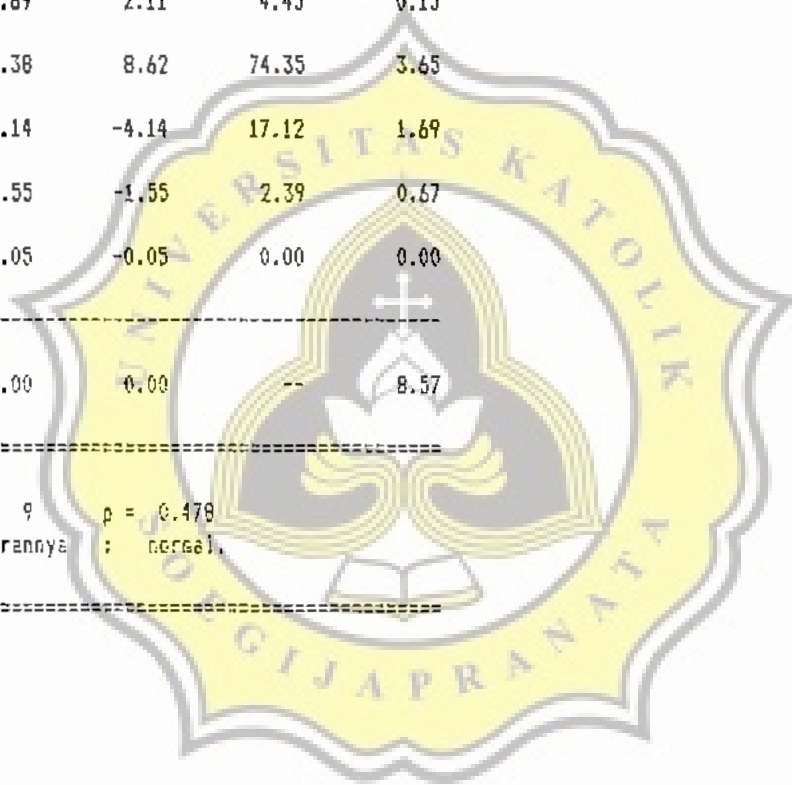 .89 2.11 4.45 0.15
.38 8.62 74.35 3.65
.14 -4.14 17.12 1.69
.55 -1.55 2.39 0.67
.05 -0.05 0.00 0.00
.00 0.00 -- 8.57
9 p = 0.478
rannya : normal.
UNIVERSITAS KATOLIK
SOEGIJAPRANATA